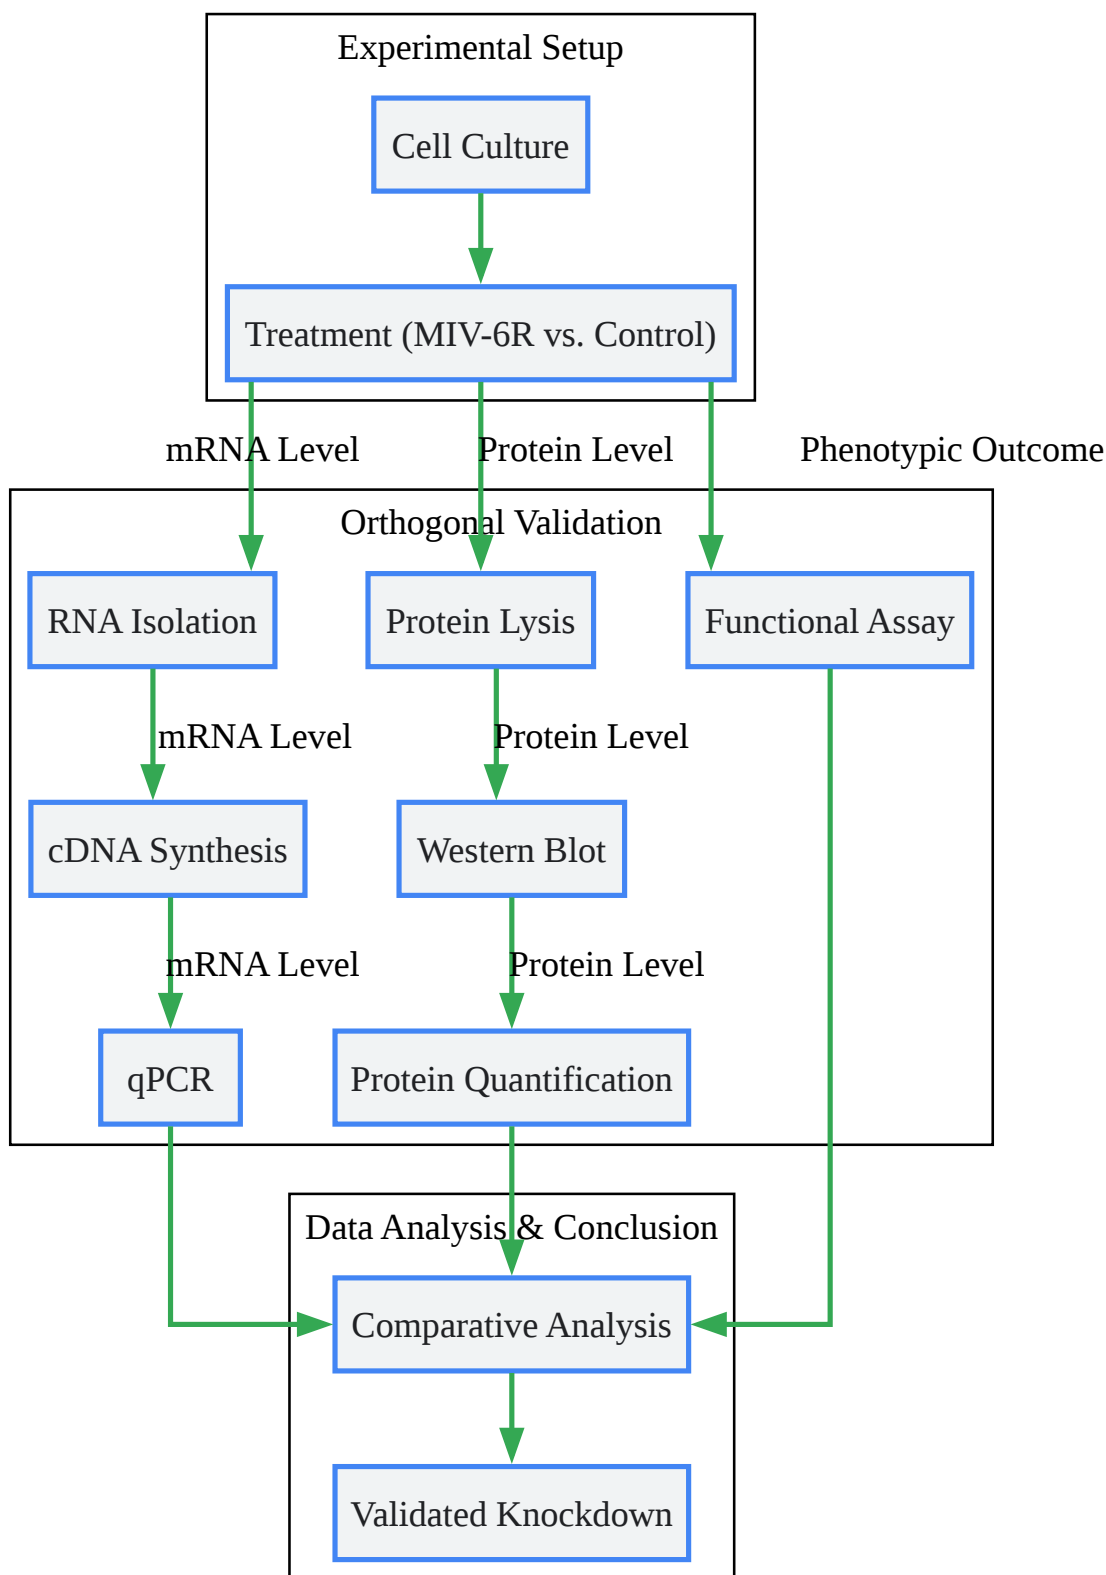 Experimental Setup
Cell Culture
Treatment (MIV-6R vs. Control)
mRNA Level
Protein Level
Phenotypic Outcome
Orthogonal Validation
RNA Isolation
Protein Lysis
Functional Assay
mRNA Level
Protein Level
cDNA Synthesis
Western Blot
mRNA Level
Protein Level
qPCR
Protein Quantification
Data Analysis & Conclusion
Comparative Analysis
Validated Knockdown